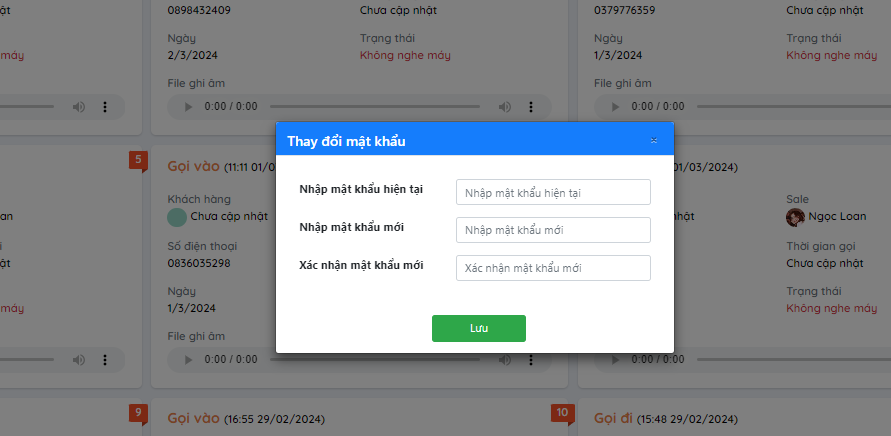 0898432409
Chưa cập nhật
0379776359
Chưa cập nhật
Ngày
Trạng thái
Ngày
Trạng thái
máy
2/3/2024
Không nghe máy
1/3/2024
Không nghe máy
File ghi âm
File ghi âm
0:00 / 0:00
0:00 / 0:00
Thay đổi mật khẩu
×
5
Gọi vào (11:11 01/0
01/03/2024)
Nhập mật khẩu hiện tại
Nhập mật khẩu hiện tại
Khách hàng
Sale
oan
Chưa cập nhật
nhật
Ngọc Loan
Nhập mật khẩu mới
Nhập mật khẩu mới
Số điện thoại
Thời gian gọi
0836035298
Chưa cập nhật
Xác nhận mật khẩu mới
Xác nhận mật khẩu mới
Ngày
Trạng thái
máy
1/3/2024
Không nghe máy
Lưu
File ghi âm
0:00 / 0:00
0:00 / 0:00
9
Gọi vào (16:55 29/02/2024)
10
Gọi đi (15:48 29/02/2024)